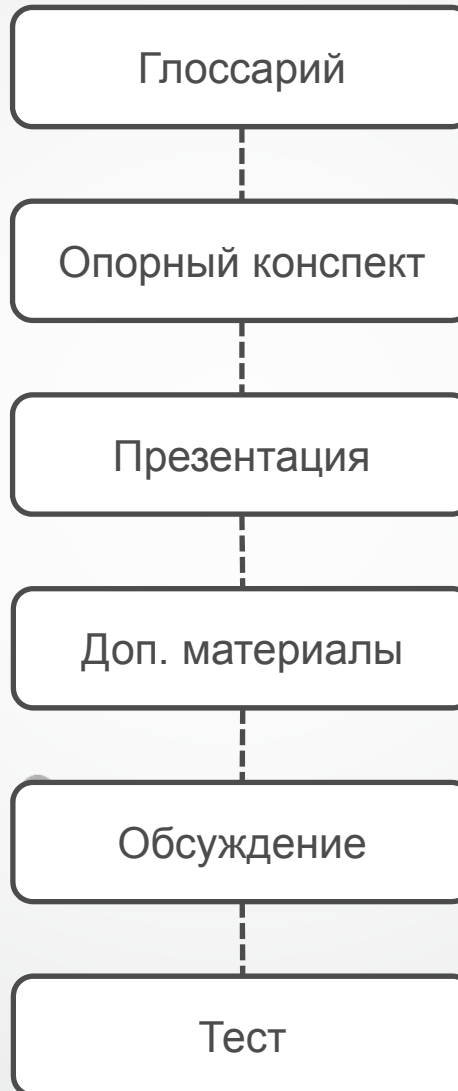 Глоссарий
Опорный конспект
Презентация
Доп. материалы
Обсуждение
Тест